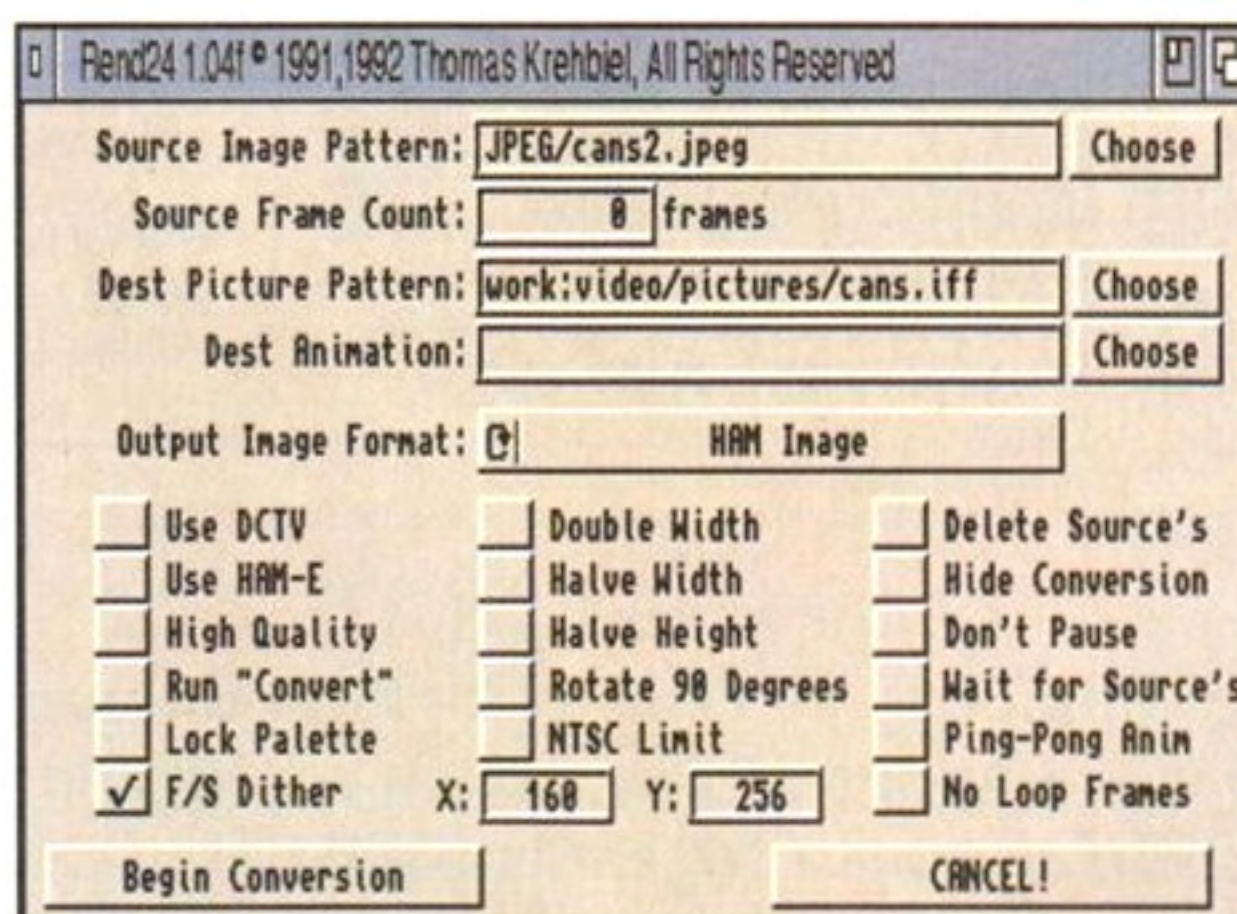 Rend24 1.04f © 1991,1992 Thomas Krehbiel, All Rights Reserved
Source Image Pattern: JPEG/cans2.jpeg Choose
Source Frame Count: 0 frames
Dest Picture Pattern: work:video/pictures/cans.iff Choose
Dest Animation: Choose
Output Image Format: HAM Image
Use DCTV Double Width Delete Source's
Use HAM-E Halve Width Hide Conversion
High Quality Halve Height Don't Pause
Run "Convert" Rotate 90 Degrees Wait for Source's
Lock Palette NTSC Limit Ping-Pong Anim
F/S Dither X: 160 Y: 256 No Loop Frames
Begin Conversion CANCEL!